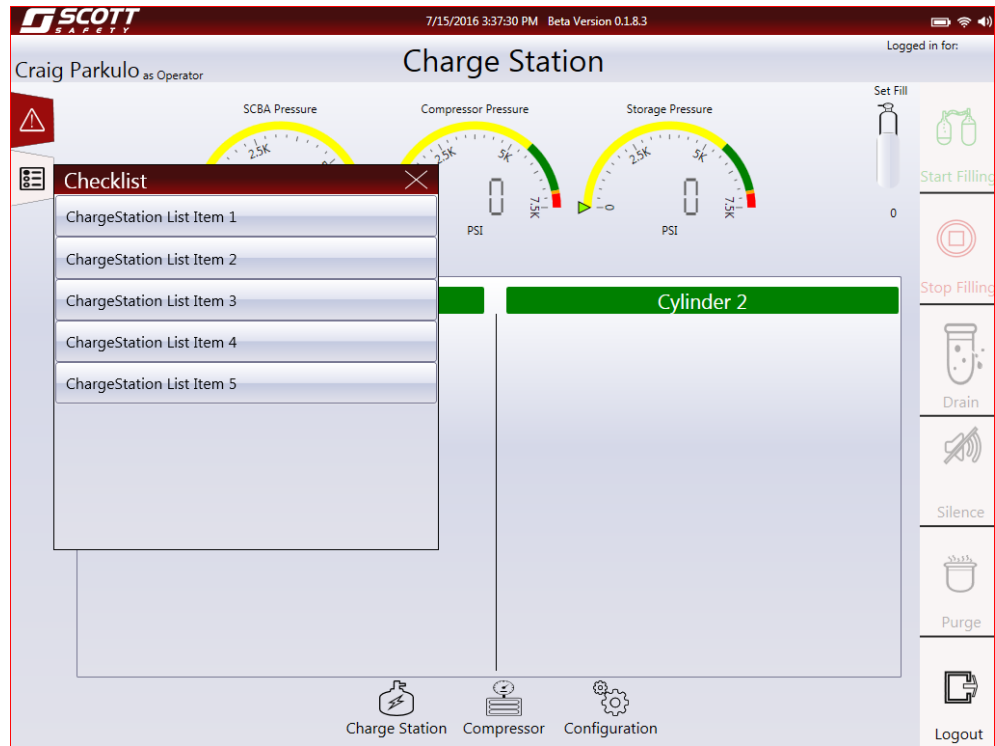 SCOTT
SAFETY
7/15/2016 3:37:30 PM Beta Version 0.1.8.3
Craig Parkulo as Operator
Charge Station
Logged in for:
SCBA Pressure
Compressor Pressure
Storage Pressure
Set Fill
2.5K
2.5K
5K
2.5K
5K
0
7.5K
0
0
7.5K
PSI
PSI
0
Start Filling
Stop Filling
Drain
Silence
Purge
Logout
Checklist
ChargeStation List Item 1
ChargeStation List Item 2
ChargeStation List Item 3
ChargeStation List Item 4
ChargeStation List Item 5
Cylinder 2
Charge Station
Compressor
Configuration